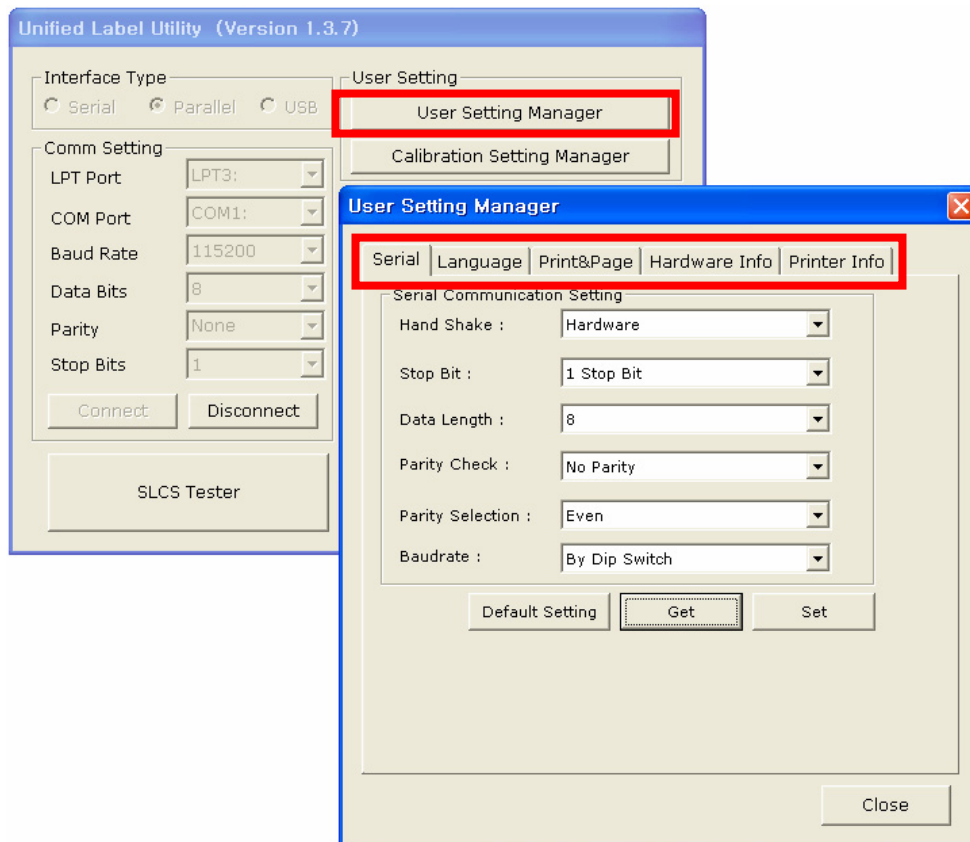 Unified Label Utility (Version 1.3.7)
Interface Type
Serial Parallel USB
User Setting
User Setting Manager
Calibration Setting Manager
Comm Setting
LPT Port LPT3:
COM Port COM1:
Baud Rate 115200
Data Bits 8
Parity None
Stop Bits 1
Connect Disconnect
SLCS Tester
User Setting Manager
Serial Language Print&Page Hardware Info Printer Info
Serial Communication Setting
Hand Shake : Hardware
Stop Bit : 1 Stop Bit
Data Length : 8
Parity Check : No Parity
Parity Selection : Even
Baudrate : By Dip Switch
Default Setting Get Set
Close